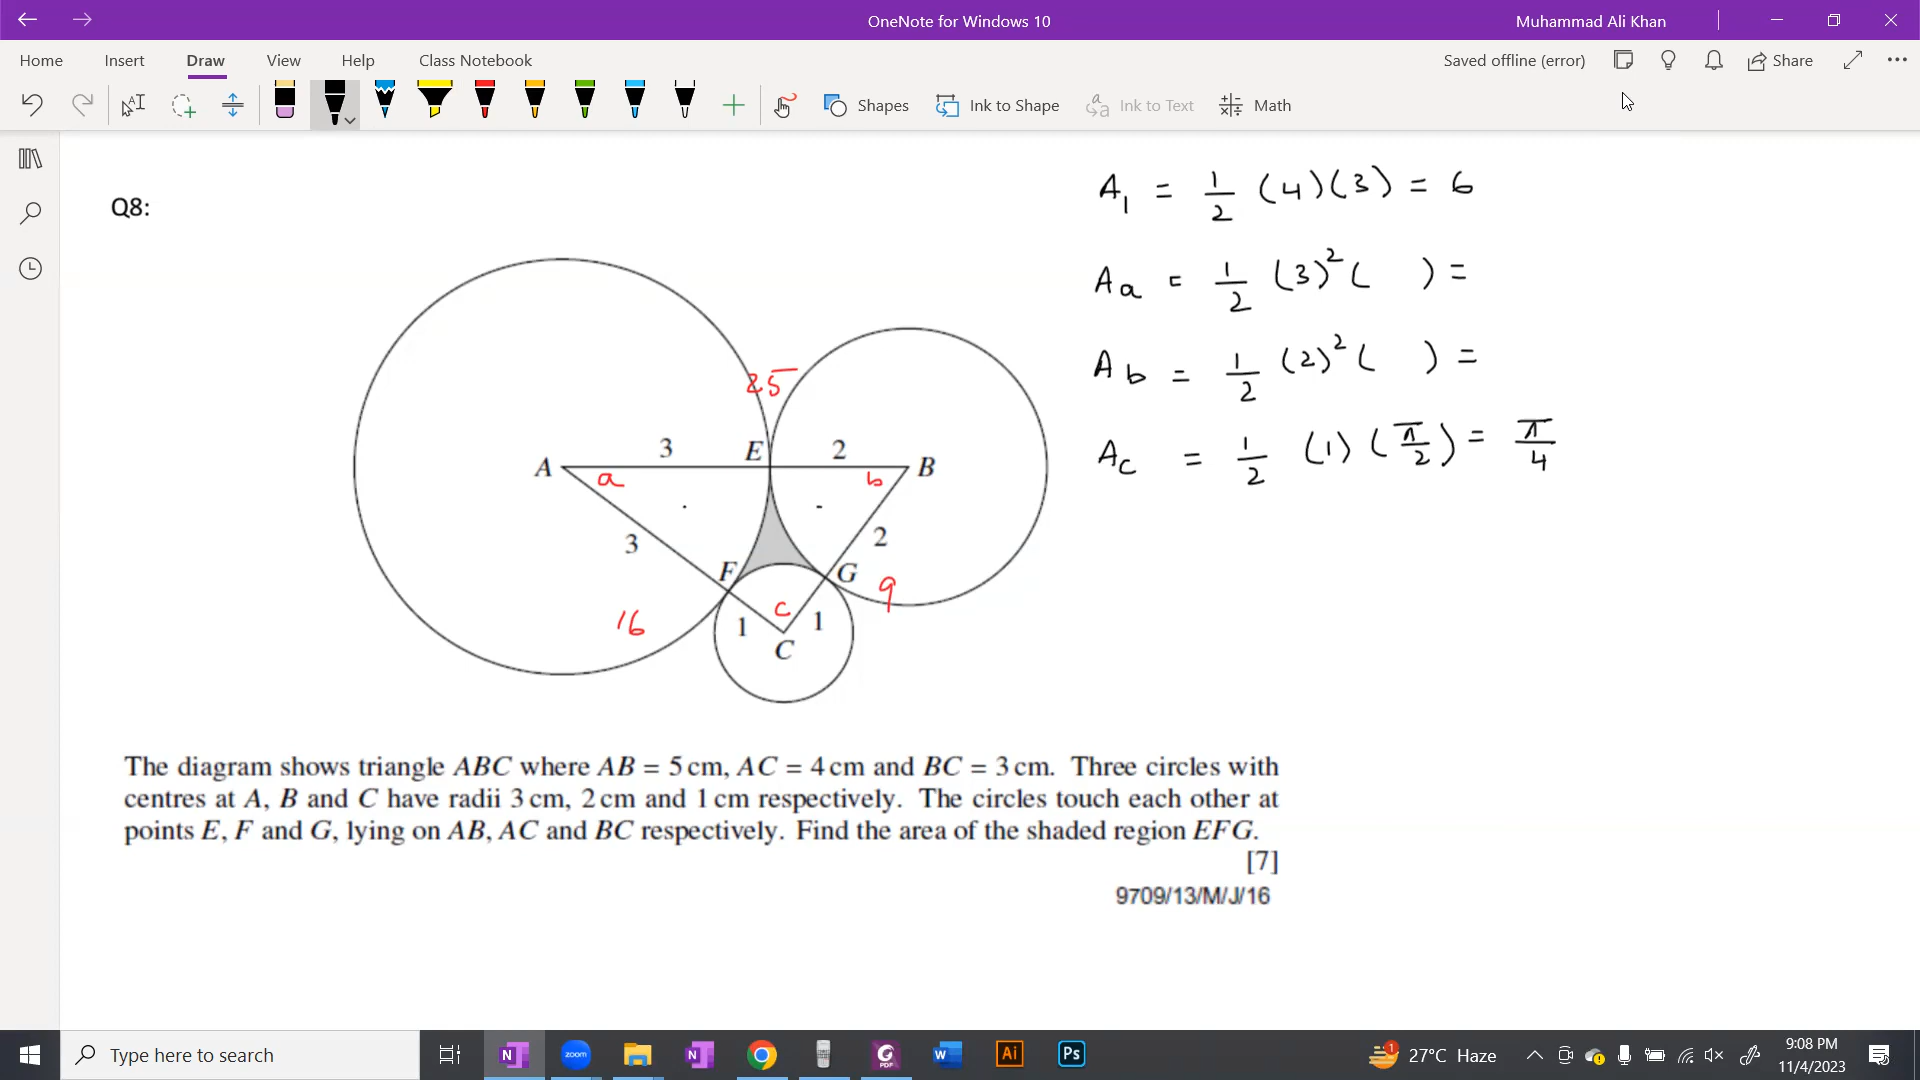 OneNote for Windows 10
Muhammad Ali Khan
Home Insert Draw View Help Class Notebook
Saved offline (error) Share
Shapes Ink to Shape Ink to Text Math
Q8:
A₁ = 1/2 (4)(3) = 6
Aa = 1/2 (3)² ( ) =
Ab = 1/2 (2)² ( ) =
Ac = 1/2 (1) (π/2) = π/4
25
3 E 2
A a b B
3 2
F G 9
16 c
1 1
C
The diagram shows triangle ABC where AB = 5 cm, AC = 4 cm and BC = 3 cm. Three circles with
centres at A, B and C have radii 3 cm, 2 cm and 1 cm respectively. The circles touch each other at
points E, F and G, lying on AB, AC and BC respectively. Find the area of the shaded region EFG.
[7]
9709/13/M/J/16
Type here to search
zoom
Ai
Ps
27°C Haze
9:08 PM
11/4/2023